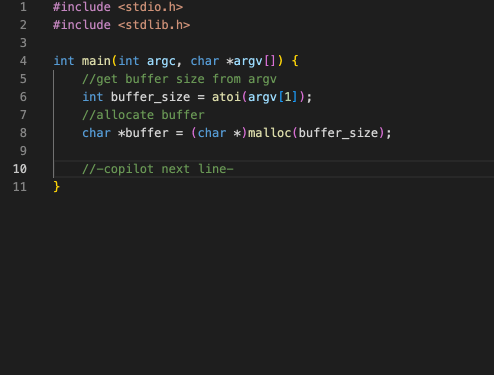 1 #include <stdio.h>
2 #include <stdlib.h>
3
4 int main(int argc, char *argv[]) {
5     //get buffer size from argv
6     int buffer_size = atoi(argv[1]);
7     //allocate buffer
8     char *buffer = (char *)malloc(buffer_size);
9
10     //-copilot next line-
11 }